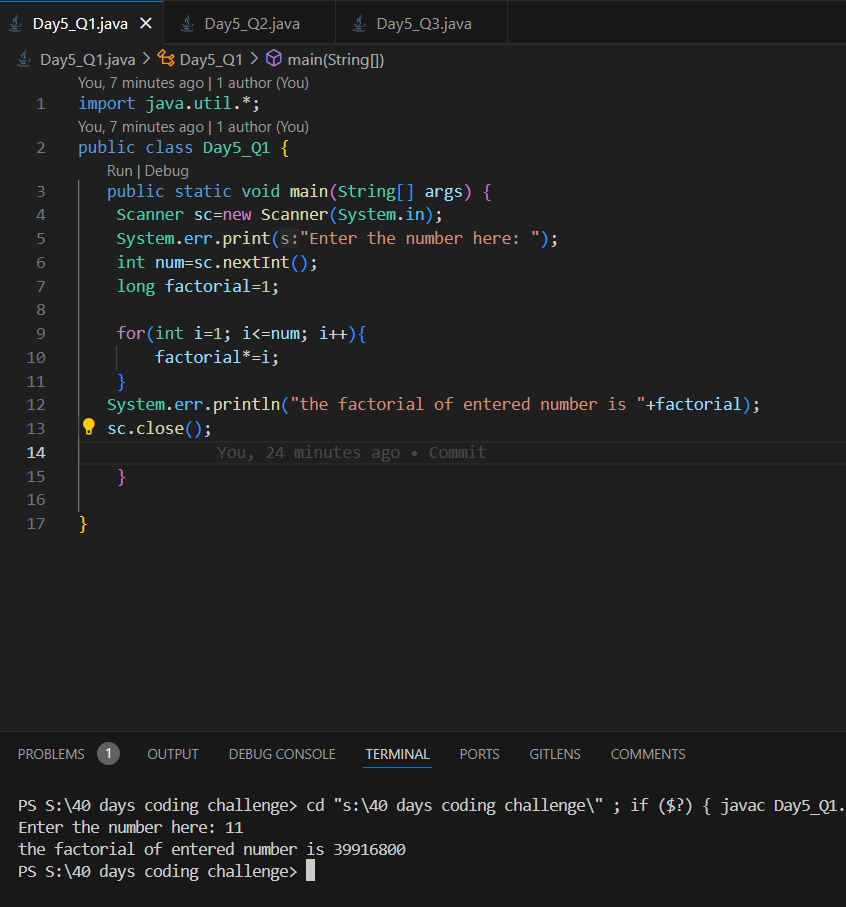 Day5_Q1.java Day5_Q2.java Day5_Q3.java
Day5_Q1.java > Day5_Q1 > main(String[])
You, 7 minutes ago | 1 author (You)
1 import java.util.*;
You, 7 minutes ago | 1 author (You)
2 public class Day5_Q1 {
Run | Debug
3 public static void main(String[] args) {
4 Scanner sc=new Scanner(System.in);
5 System.err.print(s:"Enter the number here: ");
6 int num=sc.nextInt();
7 long factorial=1;
8
9 for(int i=1; i<=num; i++){
10 factorial*=i;
11 }
12 System.err.println("the factorial of entered number is "+factorial);
13 sc.close();
14 You, 24 minutes ago • Commit
15 }
16
17 }
PROBLEMS 1 OUTPUT DEBUG CONSOLE TERMINAL PORTS GITLENS COMMENTS
PS S:\40 days coding challenge> cd "s:\40 days coding challenge\" ; if ($?) { javac Day5_Q1.
Enter the number here: 11
the factorial of entered number is 39916800
PS S:\40 days coding challenge>